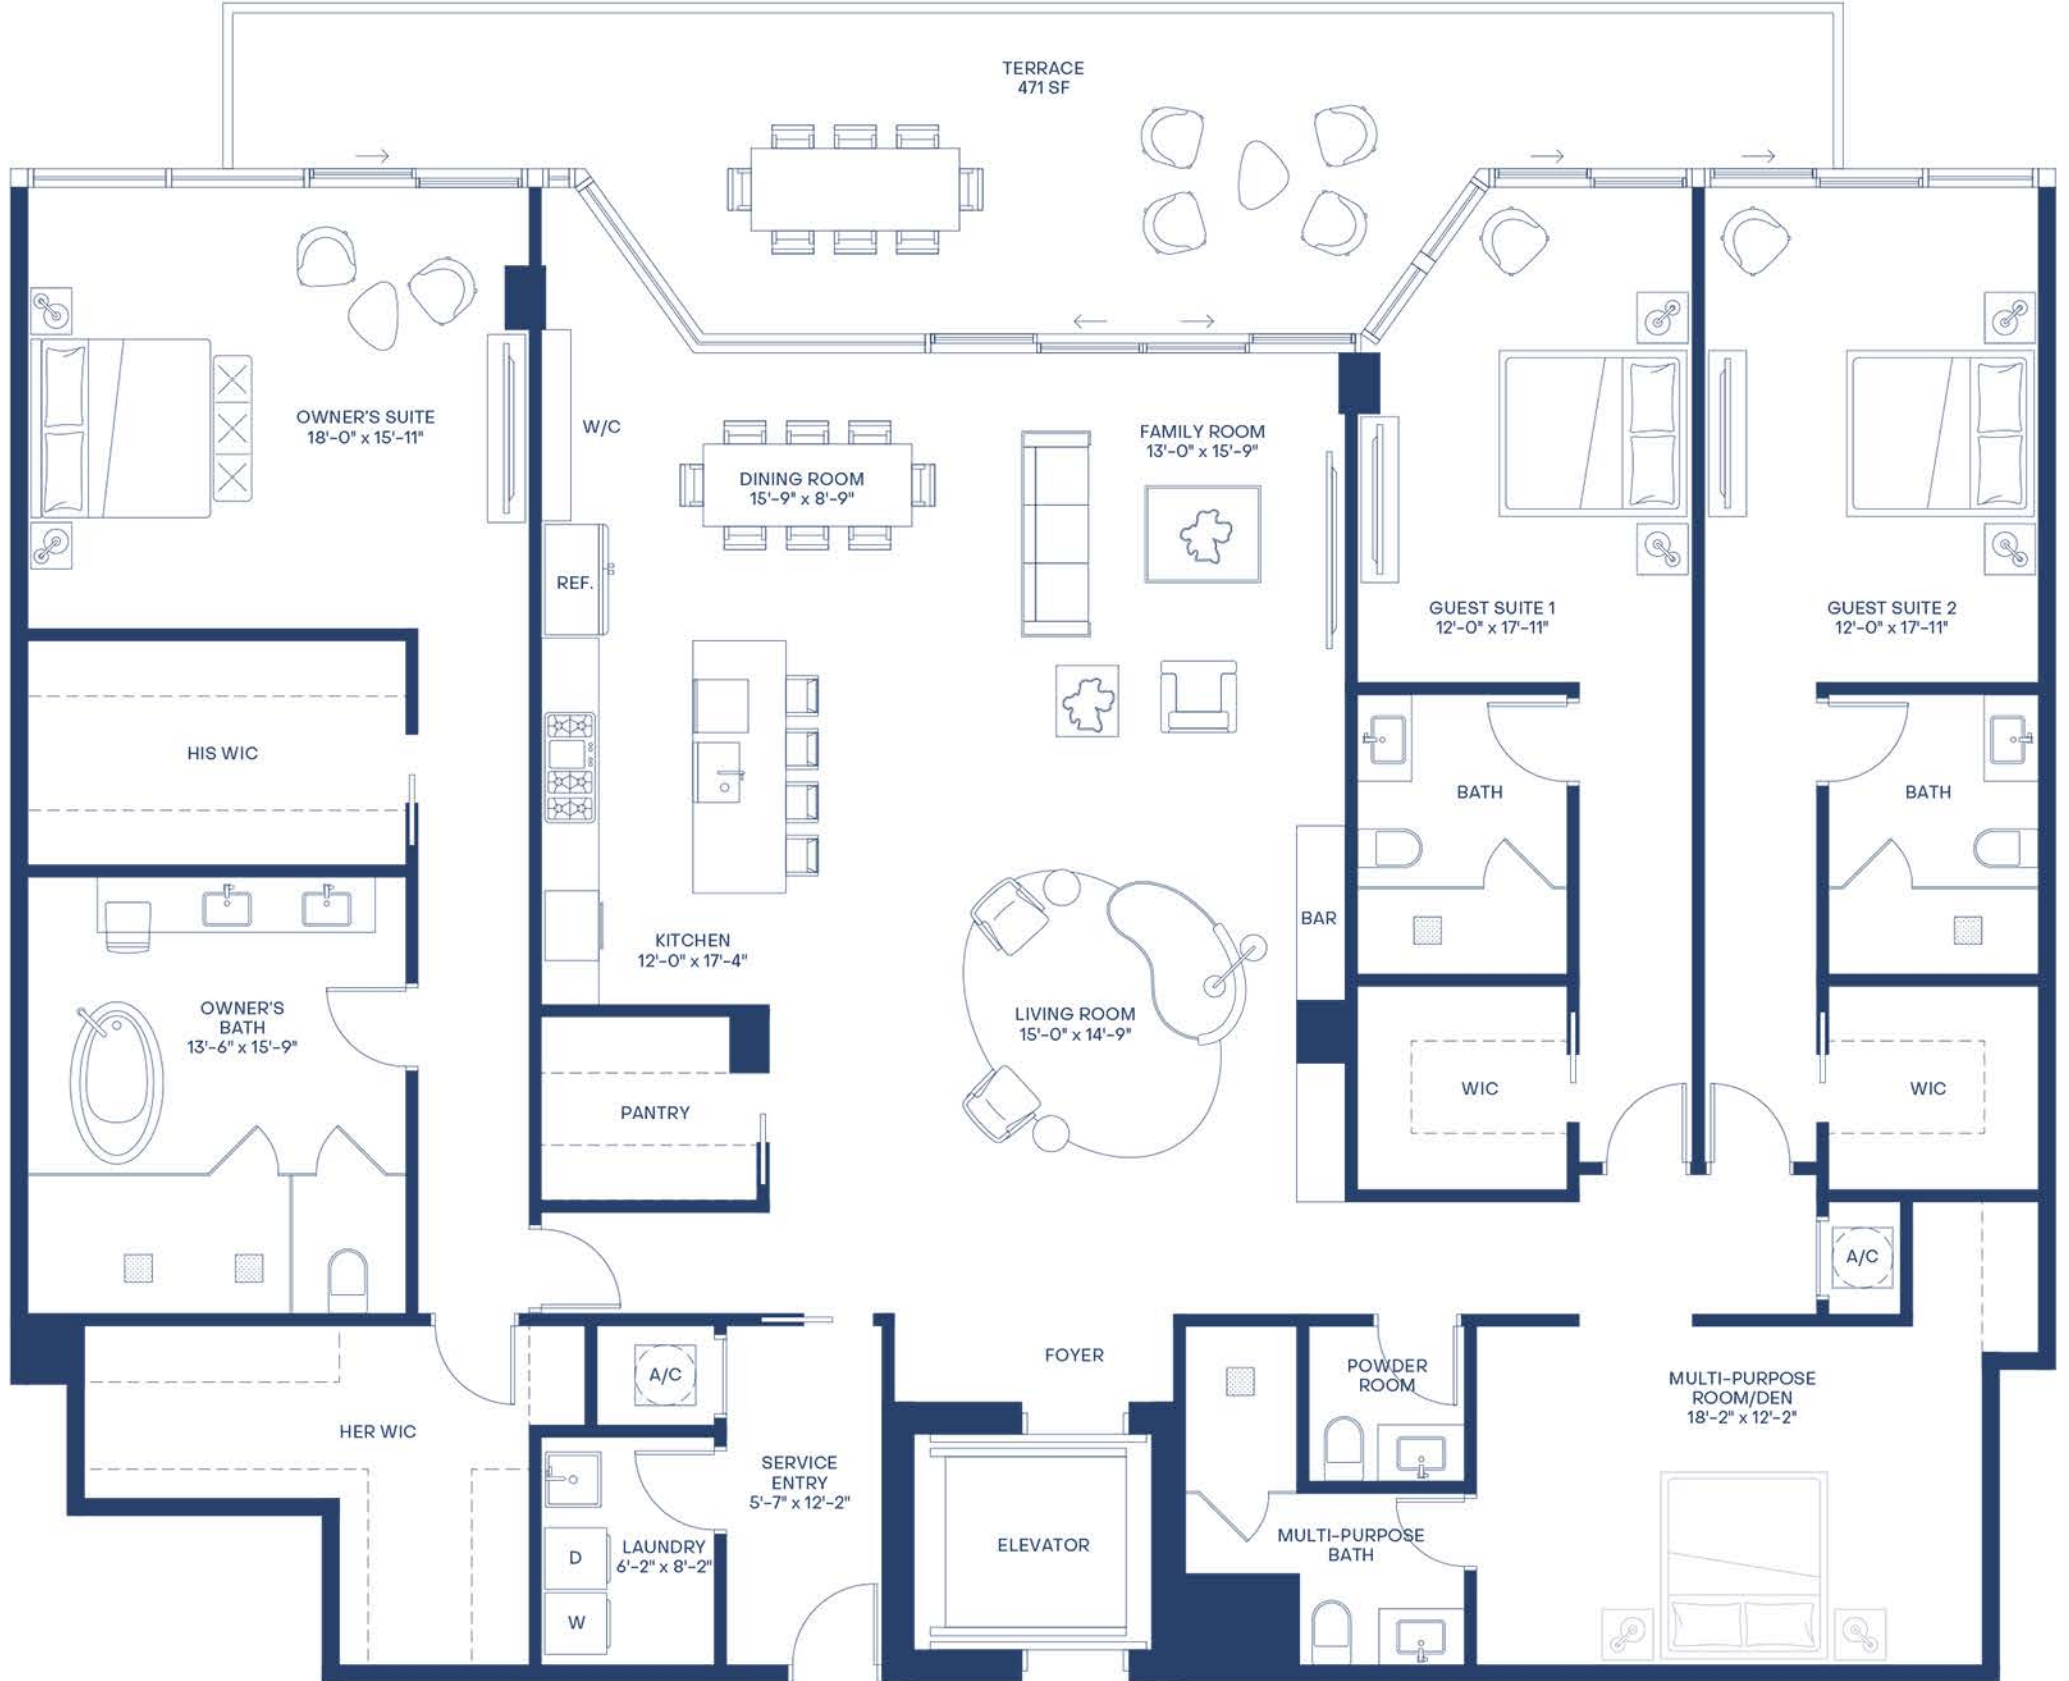 TERRACE
471 SF
OWNER'S SUITE
18'-0" x 15'-11"
W/C
DINING ROOM
15'-9" x 8'-9"
FAMILY ROOM
13'-0" x 15'-9"
REF.
GUEST SUITE 1
12'-0" x 17'-11"
GUEST SUITE 2
12'-0" x 17'-11"
HIS WIC
BATH
BATH
BAR
KITCHEN
12'-0" x 17'-4"
OWNER'S
BATH
13'-6" x 15'-9"
LIVING ROOM
15'-0" x 14'-9"
PANTRY
WIC
WIC
A/C
FOYER
A/C
POWDER
ROOM
MULTI-PURPOSE
ROOM/DEN
18'-2" x 12'-2"
HER WIC
SERVICE
ENTRY
5'-7" x 12'-2"
ELEVATOR
MULTI-PURPOSE
BATH
D
LAUNDRY
6'-2" x 8'-2"
W